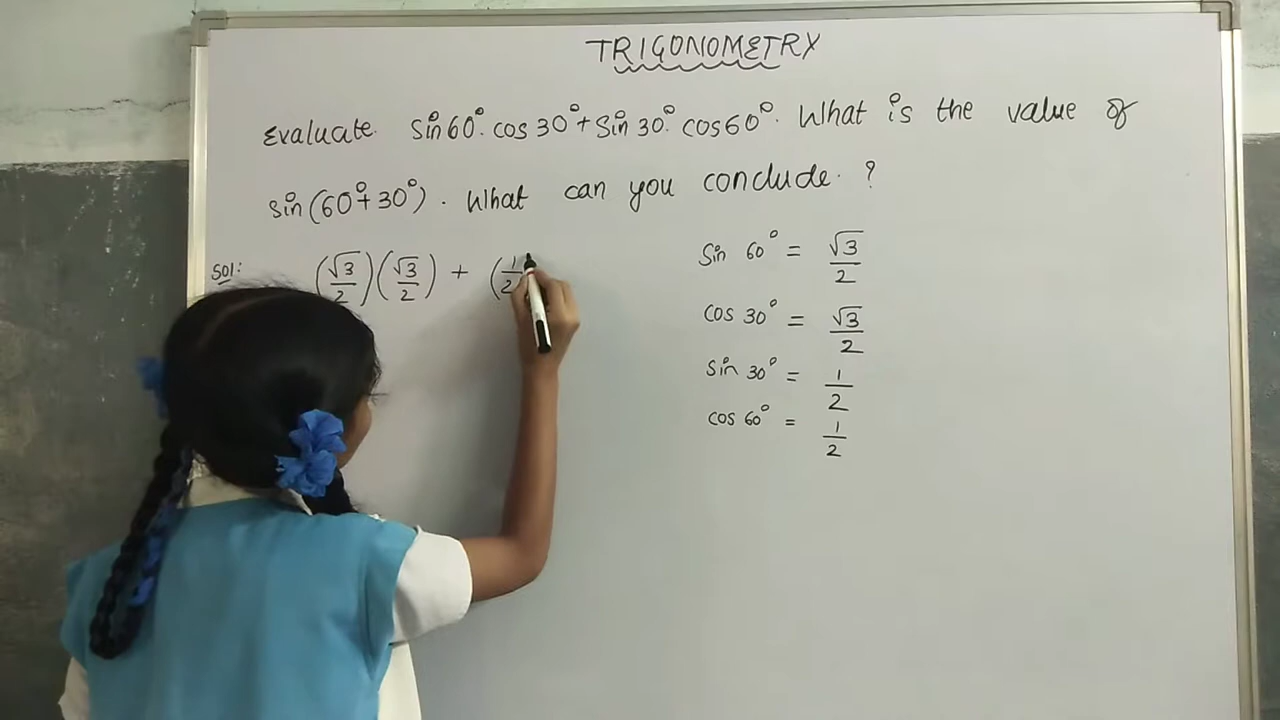 TRIGONOMETRY
Evaluate. sin 60°. cos 30° + sin 30°. cos 60°. What is the value of
sin (60° + 30°). What can you conclude. ?
Sol:
(√3/2)(√3/2) + (1/2
Sin 60° = √3/2
cos 30° = √3/2
sin 30° = 1/2
cos 60° = 1/2